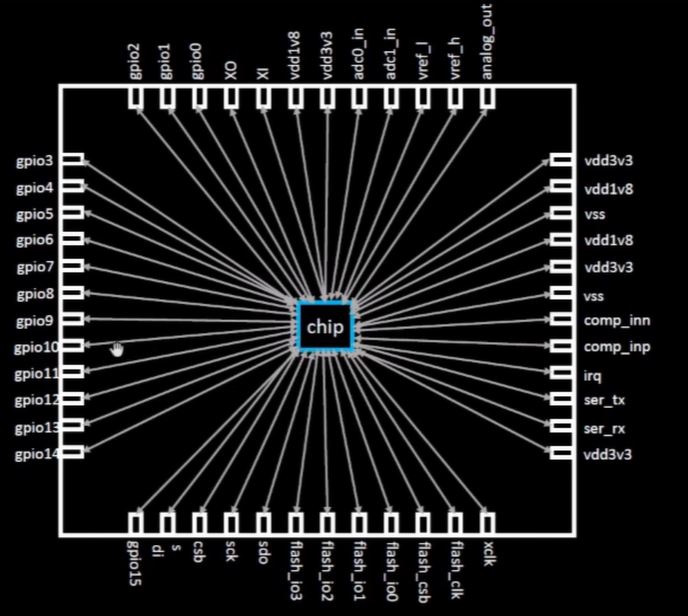 gpio2
gpio1
gpio0
XO
XI
vdd1v8
vdd3v3
adc0_in
adc1_in
vref_l
vref_h
analog_out
gpio3
gpio4
gpio5
gpio6
gpio7
gpio8
gpio9
gpio10
gpio11
gpio12
gpio13
gpio14
chip
vdd3v3
vdd1v8
vss
vdd1v8
vdd3v3
vss
comp_inn
comp_inp
irq
ser_tx
ser_rx
vdd3v3
gpio15
s
di
csb
sck
sdo
flash_io3
flash_io2
flash_io1
flash_io0
flash_csb
flash_clk
xclk